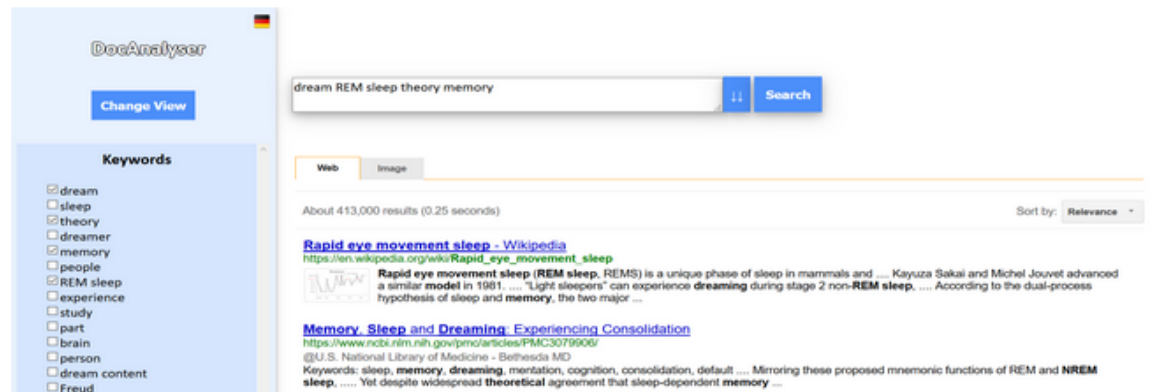 DocAnalyser
Change View
Keywords
dream
sleep
theory
dreamer
memory
people
REM sleep
experience
study
part
brain
person
dream content
Freud
dream REM sleep theory memory
↓↓
Search
Web
Image
About 413,000 results (0.25 seconds)
Sort by: Relevance
Rapid eye movement sleep - Wikipedia
https://en.wikipedia.org/wiki/Rapid_eye_movement_sleep
Rapid eye movement sleep (REM sleep, REMS) is a unique phase of sleep in mammals and .... Kayuza Sakai and Michel Jouvet advanced
a similar model in 1981. .... "Light sleepers" can experience dreaming during stage 2 non-REM sleep, .... According to the dual-process
hypothesis of sleep and memory, the two major ...
Memory, Sleep and Dreaming: Experiencing Consolidation
https://www.ncbi.nlm.nih.gov/pmc/articles/PMC3079906/
@U.S. National Library of Medicine - Bethesda MD
Keywords: sleep, memory, dreaming, mentation, cognition, consolidation, default .... Mirroring these proposed mnemonic functions of REM and NREM
sleep, ..... Yet despite widespread theoretical agreement that sleep-dependent memory ...